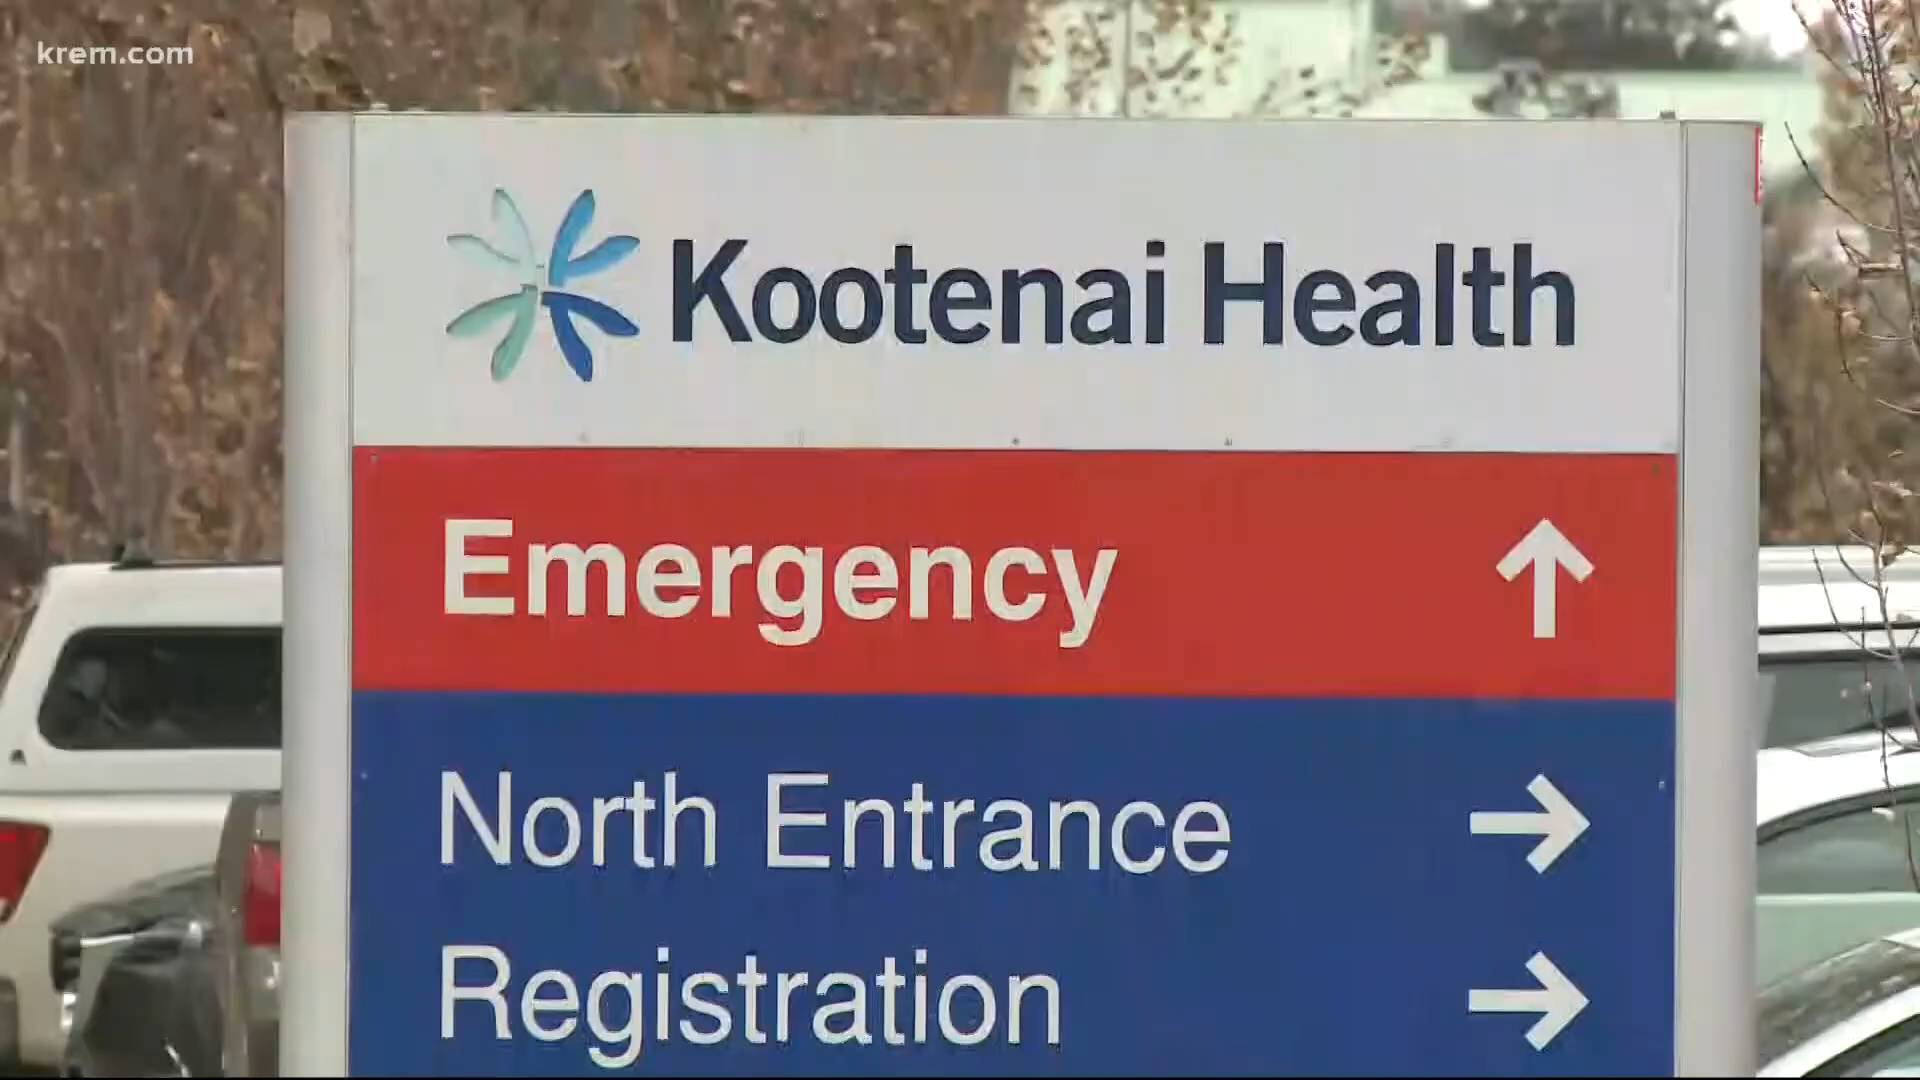 krem.com
Kootenai Health
Emergency ↑
North Entrance →
Registration →